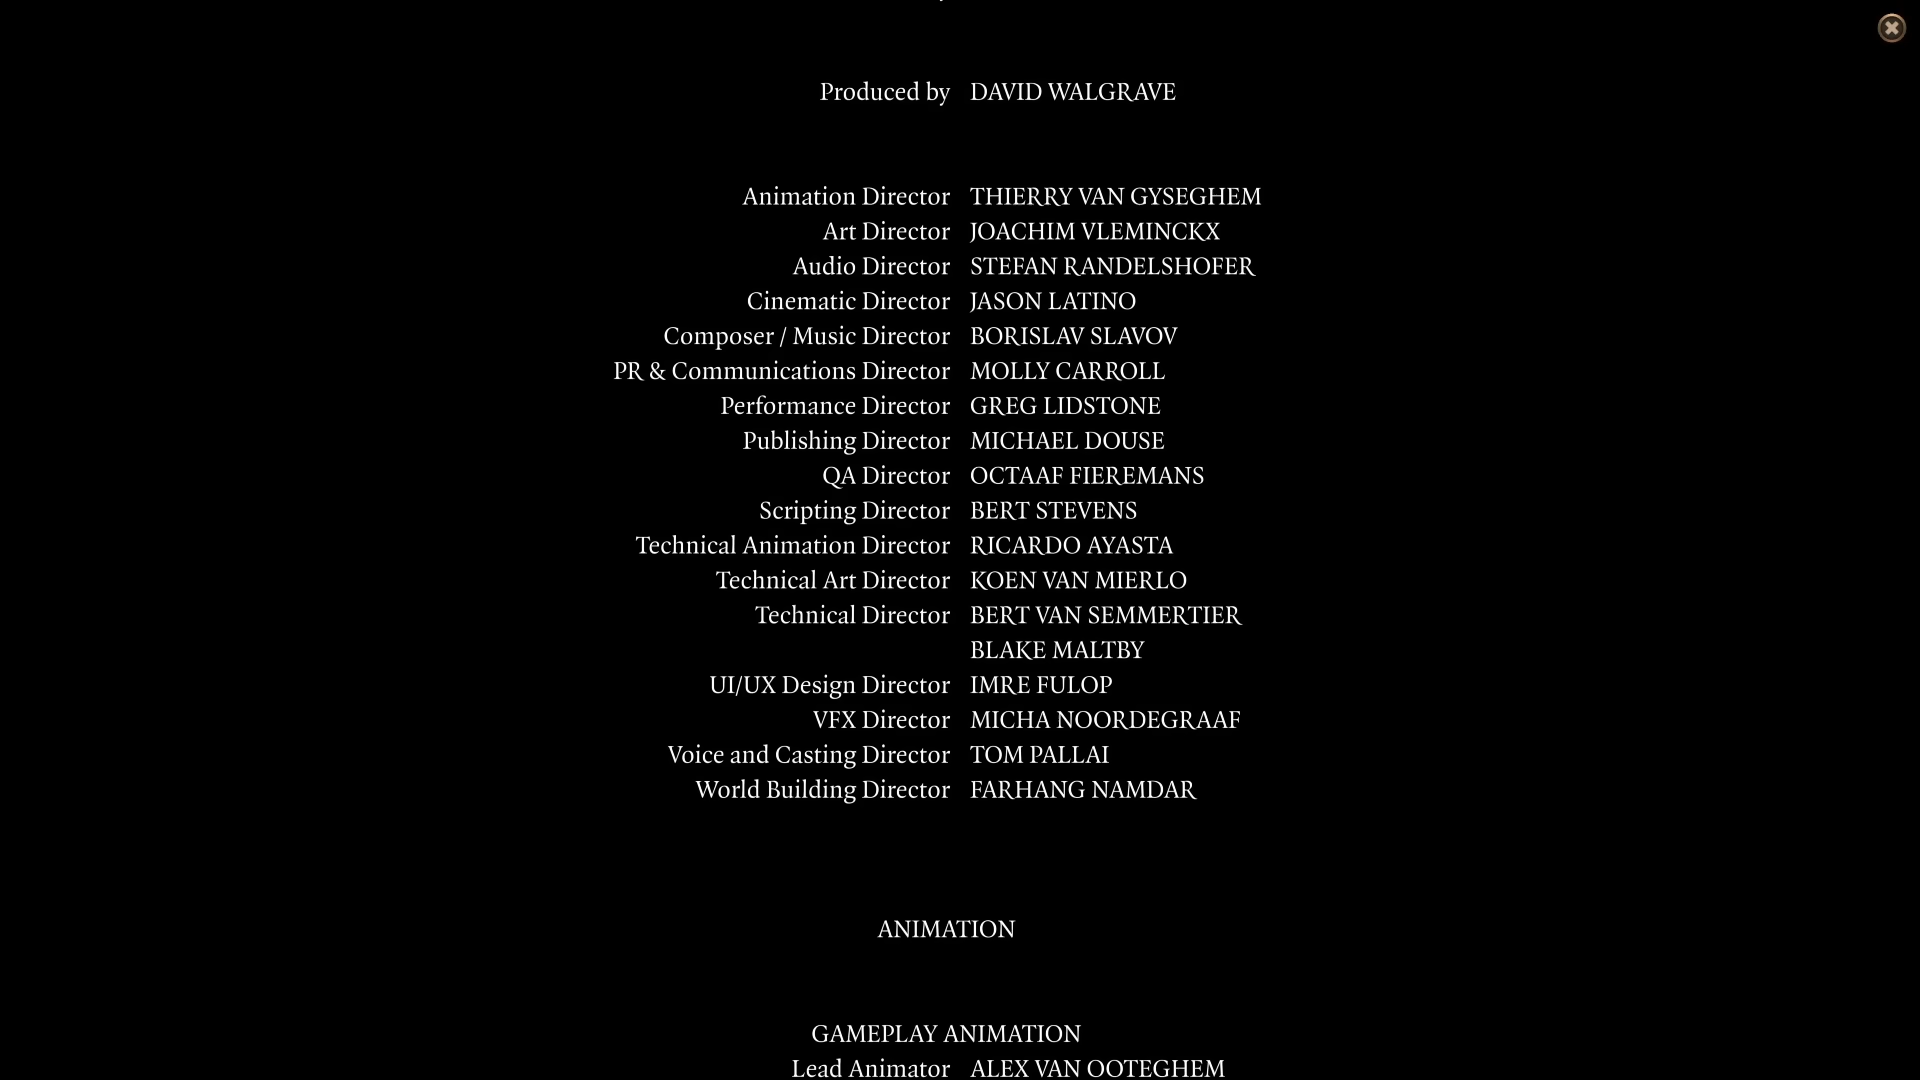 Produced by DAVID WALGRAVE
Animation Director THIERRY VAN GYSEGHEM
Art Director JOACHIM VLEMINCKX
Audio Director STEFAN RANDELSHOFER
Cinematic Director JASON LATINO
Composer / Music Director BORISLAV SLAVOV
PR & Communications Director MOLLY CARROLL
Performance Director GREG LIDSTONE
Publishing Director MICHAEL DOUSE
QA Director OCTAAF FIEREMANS
Scripting Director BERT STEVENS
Technical Animation Director RICARDO AYASTA
Technical Art Director KOEN VAN MIERLO
Technical Director BERT VAN SEMMERTIER
BLAKE MALTBY
UI/UX Design Director IMRE FULOP
VFX Director MICHA NOORDEGRAAF
Voice and Casting Director TOM PALLAI
World Building Director FARHANG NAMDAR
ANIMATION
GAMEPLAY ANIMATION
Lead Animator ALEX VAN OOTEGHEM